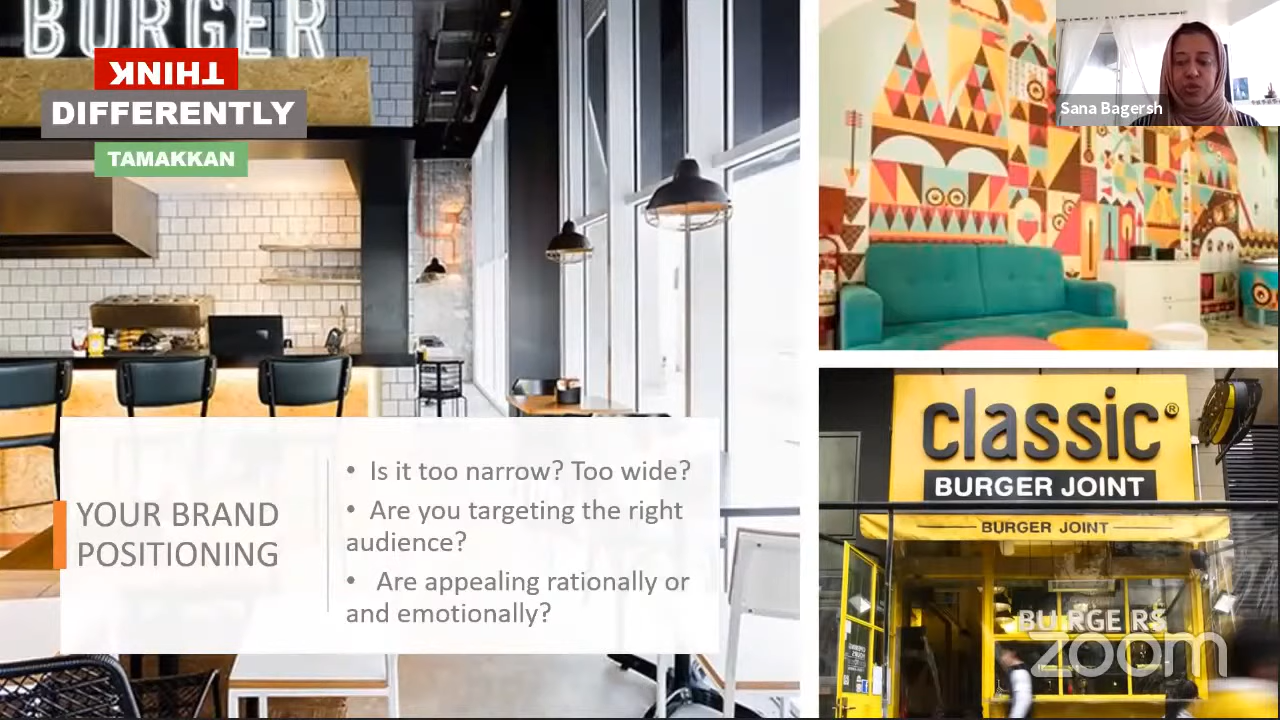 BURGER
THINK
DIFFERENTLY
TAMAKKAN
Sana Bagersh
classic®
BURGER JOINT
BURGER JOINT
BURGERS
zoom
YOUR BRAND
POSITIONING
• Is it too narrow? Too wide?
• Are you targeting the right
audience?
• Are appealing rationally or
and emotionally?